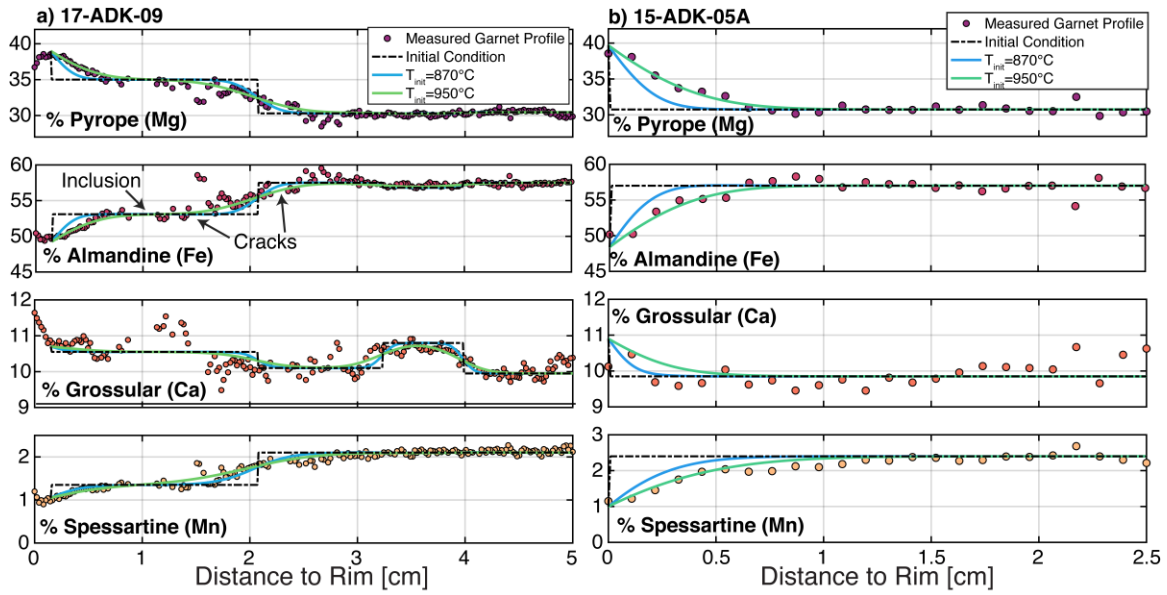 a) 17-ADK-09
Measured Garnet Profile
Initial Condition
T_init=870°C
T_init=950°C
40
35
30
% Pyrope (Mg)
60
55
50
45
Inclusion
Cracks
% Almandine (Fe)
12
11
10
9
% Grossular (Ca)
3
2
1
0
% Spessartine (Mn)
0 1 2 3 4 5
Distance to Rim [cm]
b) 15-ADK-05A
Measured Garnet Profile
Initial Condition
T_init=870°C
T_init=950°C
40
35
30
% Pyrope (Mg)
60
55
50
45
% Almandine (Fe)
12
11
10
9
% Grossular (Ca)
3
2
1
0
% Spessartine (Mn)
0 0.5 1 1.5 2 2.5
Distance to Rim [cm]